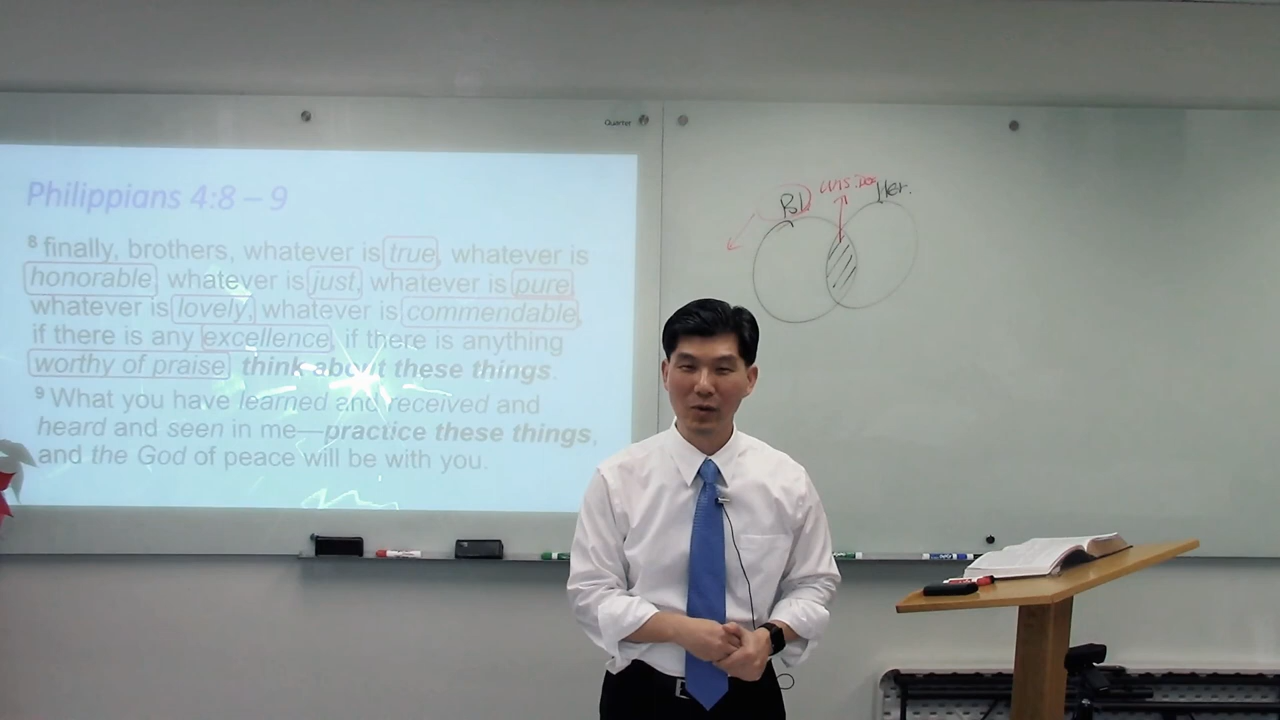 Quartet
Philippians 4:8 – 9
8 finally, brothers, whatever is true, whatever is
honorable, whatever is just, whatever is pure,
whatever is lovely, whatever is commendable,
if there is any excellence, if there is anything
worthy of praise, think about these things.
9 What you have learned and received and
heard and seen in me—practice these things,
and the God of peace will be with you.
Her.